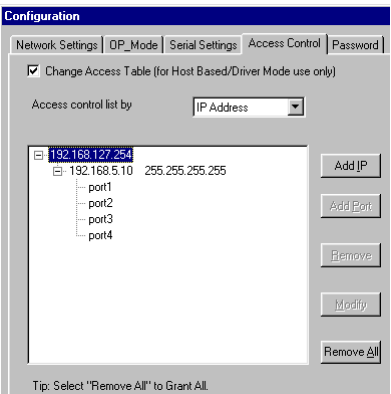 Configuration
Network Settings OP_Mode Serial Settings Access Control Password
Change Access Table (for Host Based/Driver Mode use only)
Access control list by IP Address
192.168.127.254
Add IP
192.168.5.10 255.255.255.255
port1
port2
Add Port
port3
port4
Remove
Modify
Remove All
Tip: Select "Remove All" to Grant All.